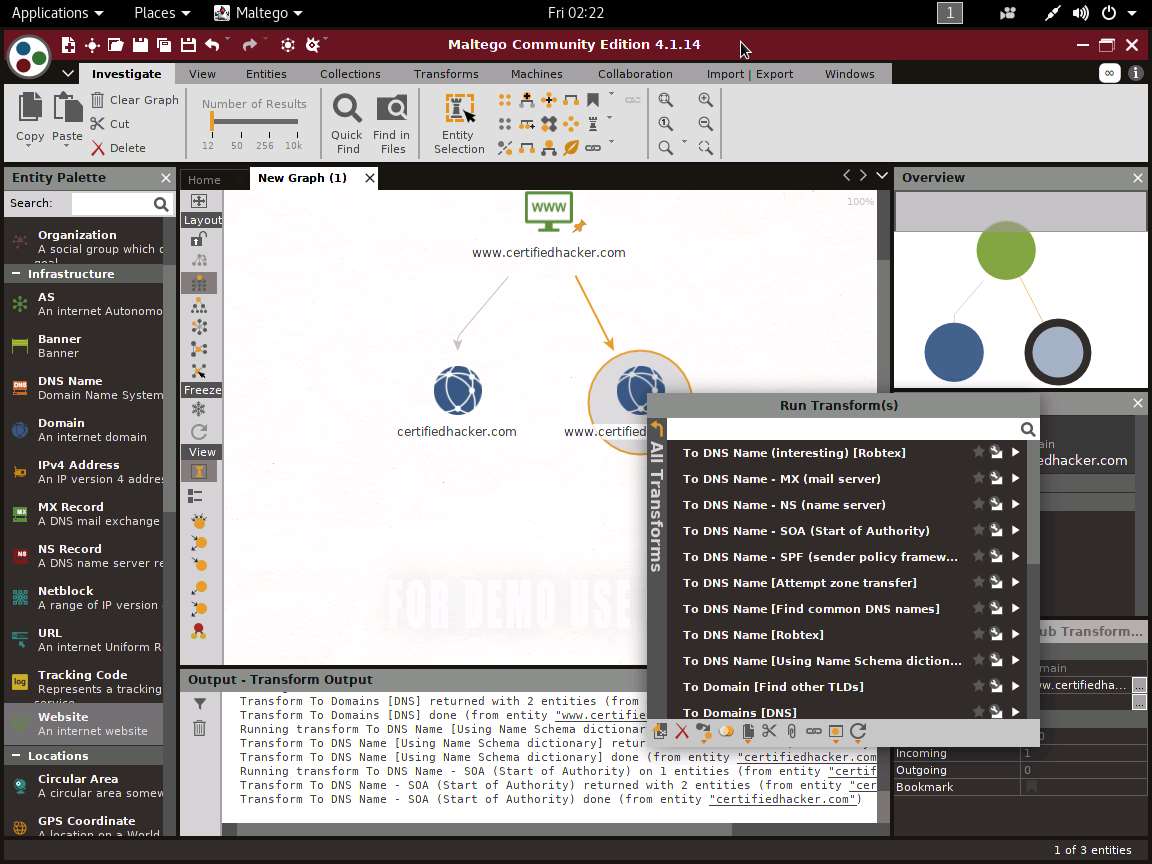 Applications Places Maltego Fri 02:22 1
Maltego Community Edition 4.1.14
Investigate View Entities Collections Transforms Machines Collaboration Import | Export Windows
Copy
Paste
Clear Graph
Cut
Delete
Number of Results
12 50 256 10k
Quick Find
Find in Files
Entity Selection
Entity Palette
Search:
Organization
A social group which c
Infrastructure
AS
An internet Autonomo
Banner
Banner
DNS Name
Domain Name System
Domain
An internet domain
IPv4 Address
An IP version 4 addre
MX Record
A DNS mail exchange
NS Record
A DNS name server re
Netblock
A range of IP version
URL
An internet Uniform R
Tracking Code
Represents a tracking
Website
An internet website
Locations
Circular Area
A circular area somew
GPS Coordinate
A location on a World
Home New Graph (1)
Layout
Freeze
View
100%
WWW
www.certifiedhacker.com
certifiedhacker.com
www.certified
FOR DEMO USE
Output - Transform Output
Transform To Domains [DNS] returned with 2 entities (from
Transform To Domains [DNS] done (from entity "www.certifie
Running transform To DNS Name [Using Name Schema dictionar
Transform To DNS Name [Using Name Schema dictionary] retur
Transform To DNS Name [Using Name Schema dictionary] done (from entity "certifiedhacker.com
Running transform To DNS Name - SOA (Start of Authority) on 1 entities (from entity "certif
Transform To DNS Name - SOA (Start of Authority) returned with 2 entities (from entity "cer
Transform To DNS Name - SOA (Start of Authority) done (from entity "certifiedhacker.com")
Overview
Run Transform(s)
All Transforms
To DNS Name (interesting) [Robtex]
To DNS Name - MX (mail server)
To DNS Name - NS (name server)
To DNS Name - SOA (Start of Authority)
To DNS Name - SPF (sender policy framew...
To DNS Name [Attempt zone transfer]
To DNS Name [Find common DNS names]
To DNS Name [Robtex]
To DNS Name [Using Name Schema diction...
To Domain [Find other TLDs]
To Domains [DNS]
ain
edhacker.com
ub Transform...
main
w.certifiedha...
0
Incoming 1
Outgoing 0
Bookmark
1 of 3 entities